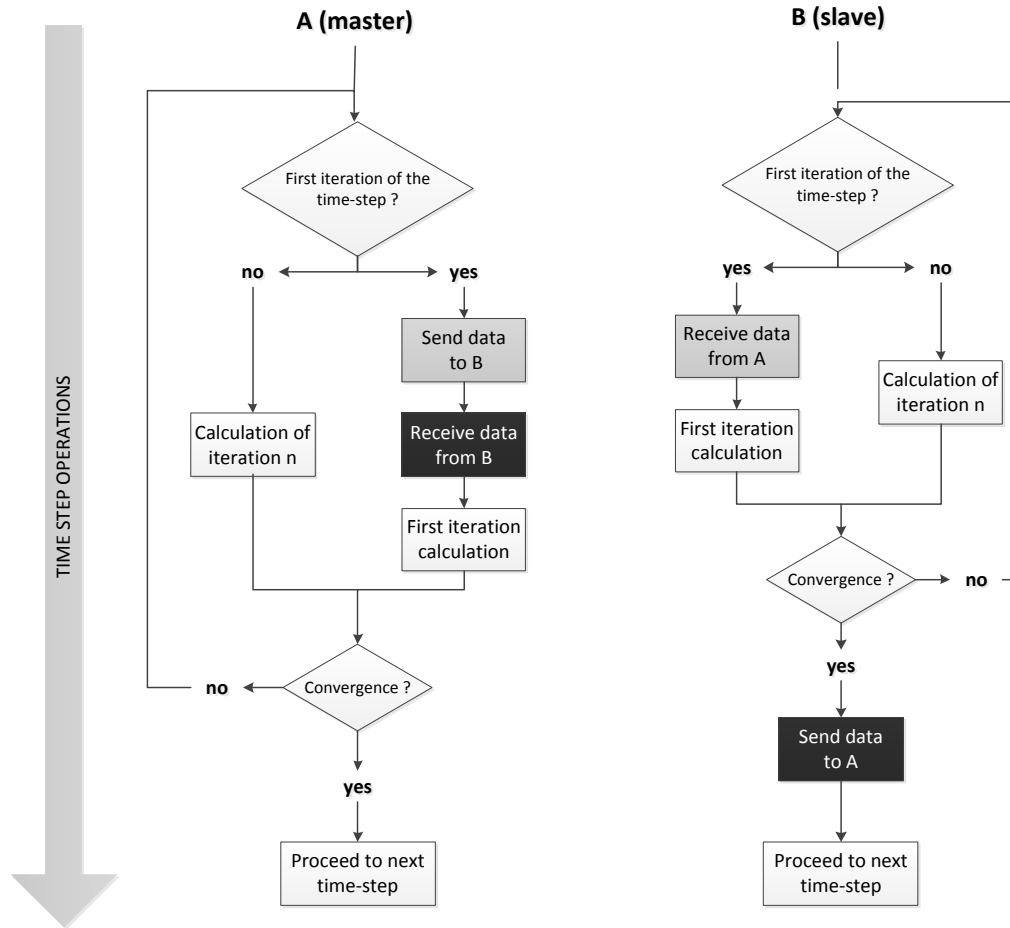 A (master)
First iteration of the
time-step ?
no
yes
Send data
to B
Calculation of
iteration n
Receive data
from B
First iteration
calculation
no
Convergence ?
yes
Proceed to next
time-step
B (slave)
First iteration of the
time-step ?
yes
no
Receive data
from A
Calculation of
iteration n
First iteration
calculation
Convergence ?
no
yes
Send data
to A
Proceed to next
time-step
TIME STEP OPERATIONS